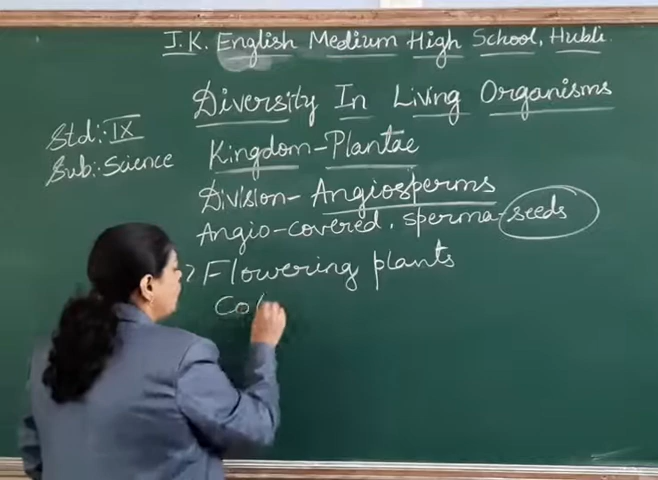 J.K. English Medium High School, Hubli.
Diversity In Living Organisms
Std:- IX
Sub:- Science
Kingdom - Plantae
Division - Angiosperms
Angio - covered, sperma - seeds
Flowering plants